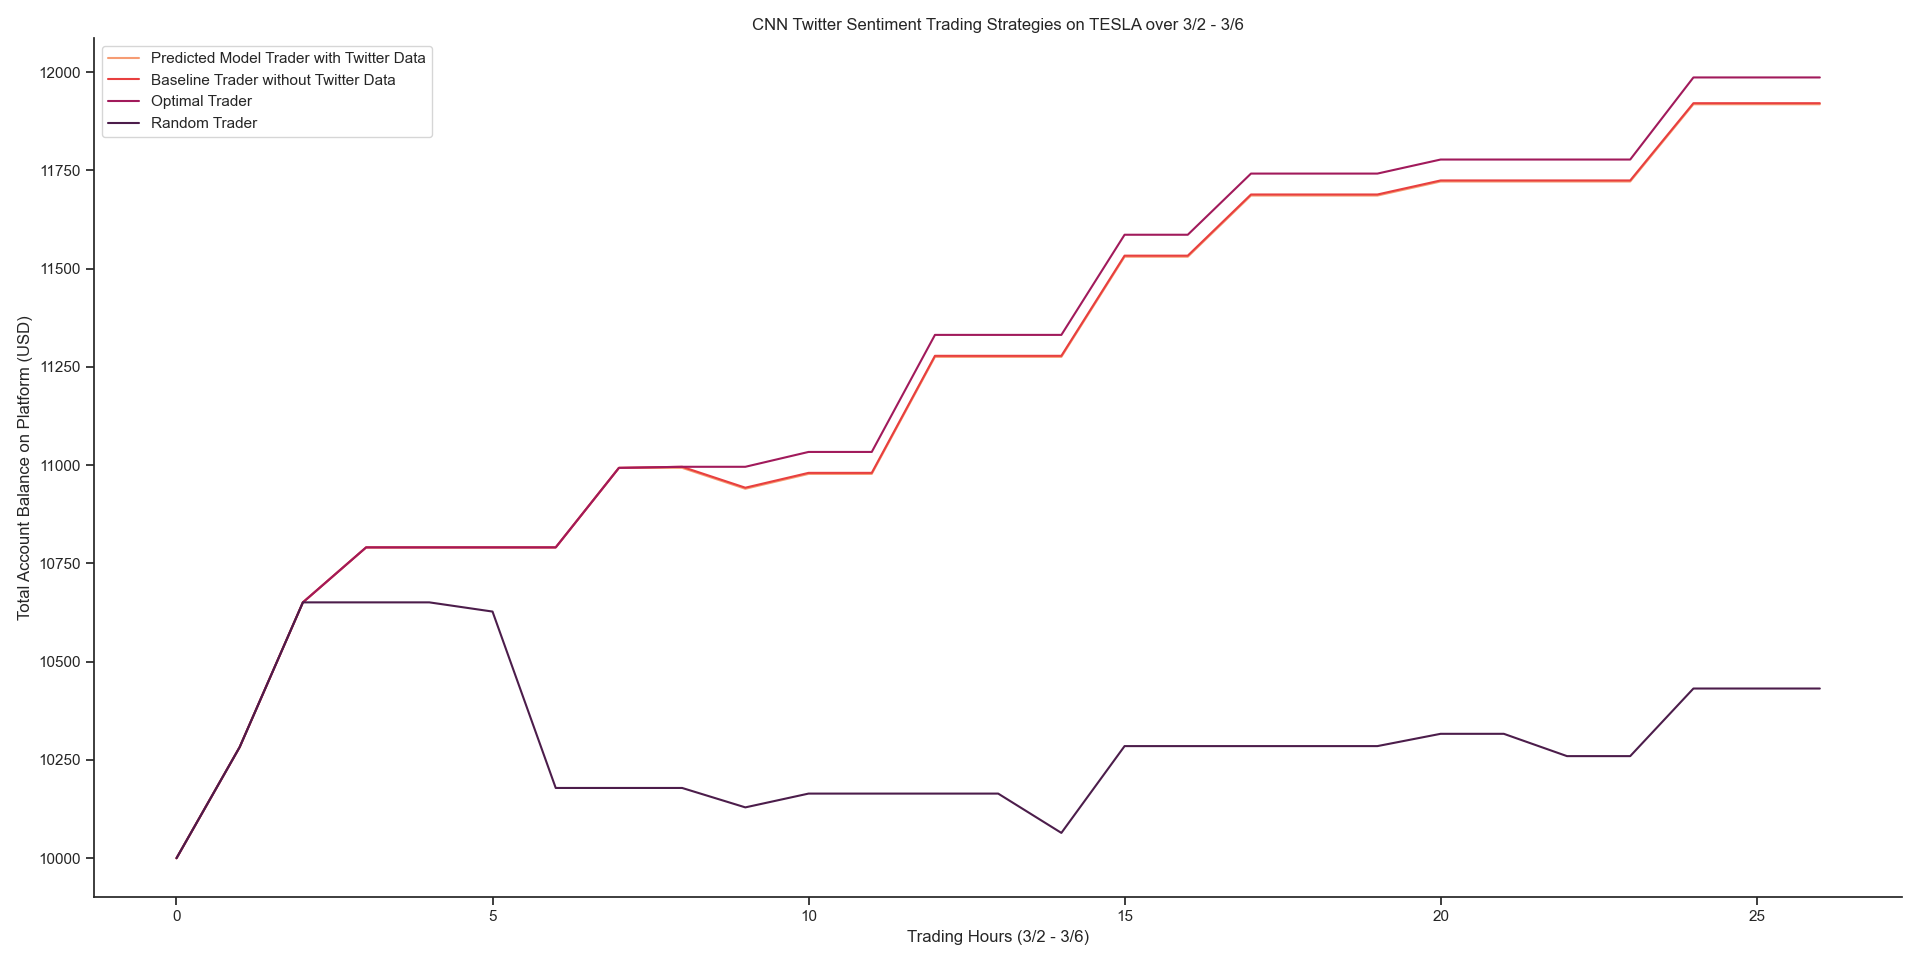 CNN Twitter Sentiment Trading Strategies on TESLA over 3/2 - 3/6
Predicted Model Trader with Twitter Data
Baseline Trader without Twitter Data
Optimal Trader
Random Trader
12000
11750
11500
11250
11000
10750
10500
10250
10000
Total Account Balance on Platform (USD)
0 5 10 15 20 25
Trading Hours (3/2 - 3/6)